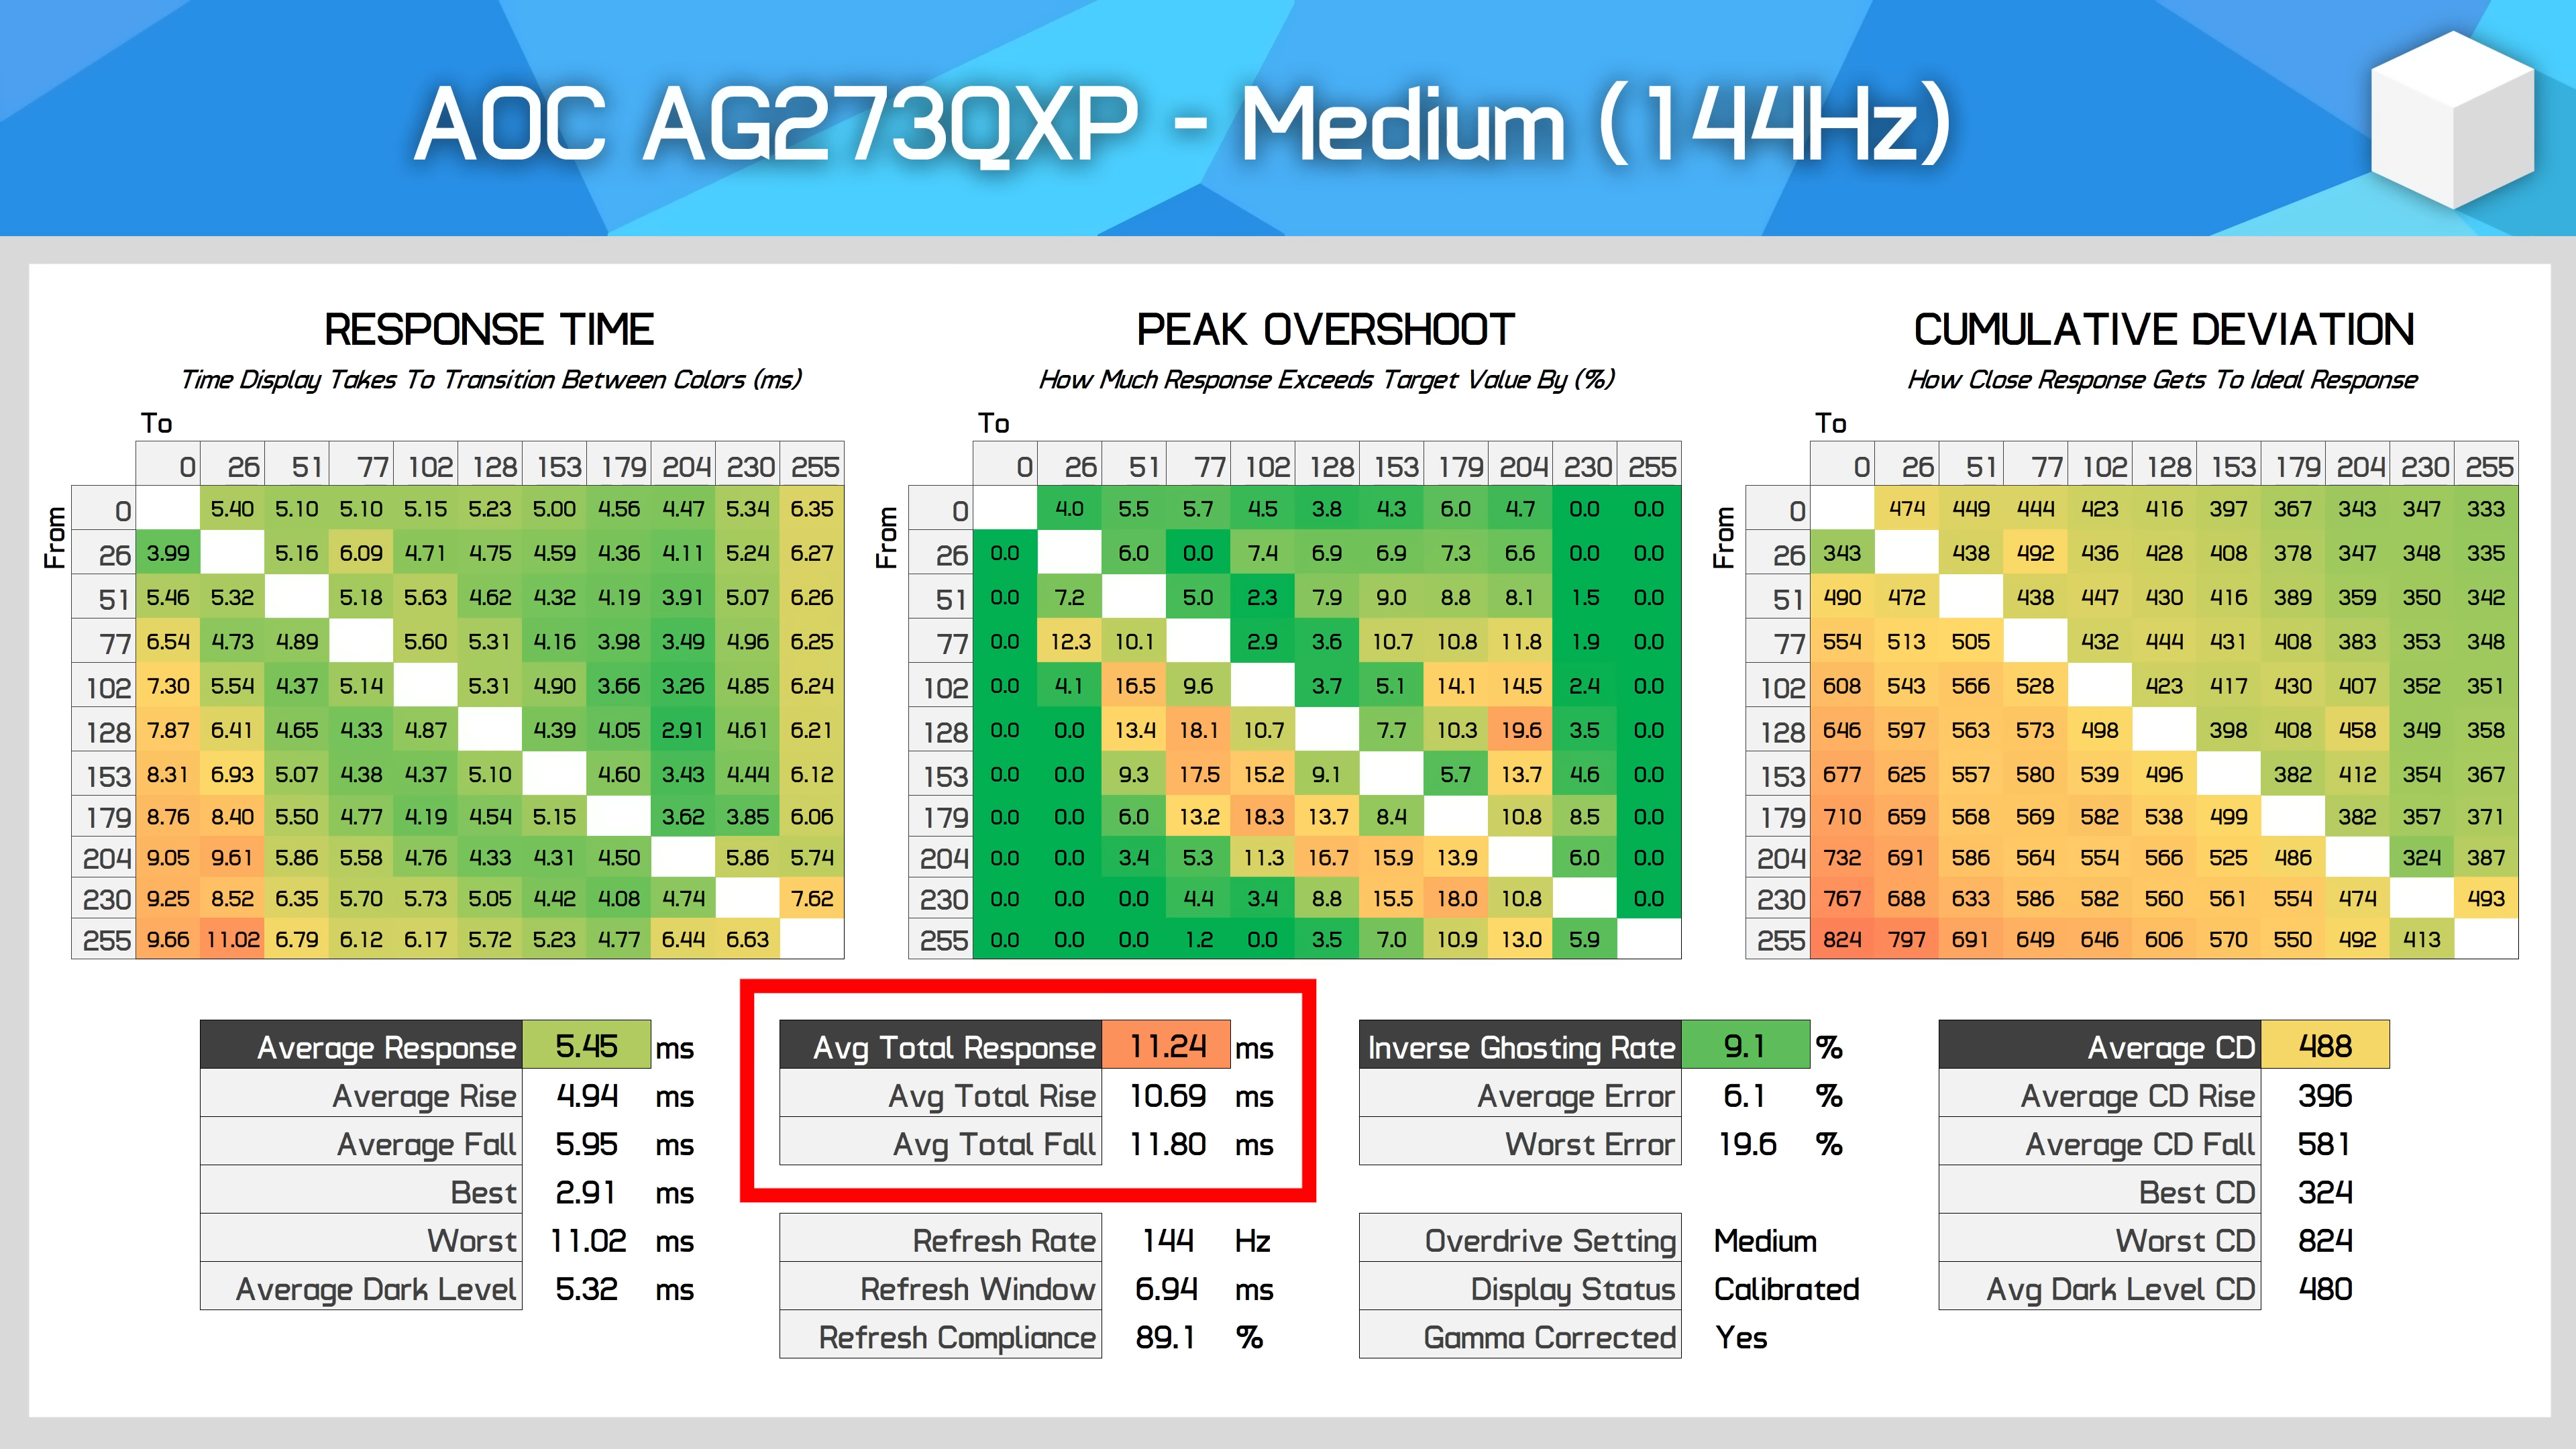 AOC AG273QXP - Medium (144Hz)
RESPONSE TIME
Time Display Takes To Transition Between Colors (ms)
To
0 26 51 77 102 128 153 179 204 230 255
From
0 5.40 5.10 5.10 5.15 5.23 5.00 4.56 4.47 5.34 6.35
26 3.99 5.16 6.09 4.71 4.75 4.59 4.36 4.11 5.24 6.27
51 5.46 5.32 5.18 5.63 4.62 4.32 4.19 3.91 5.07 6.26
77 6.54 4.73 4.89 5.60 5.31 4.16 3.98 3.49 4.96 6.25
102 7.30 5.54 4.37 5.14 5.31 4.90 3.66 3.26 4.85 6.24
128 7.87 6.41 4.65 4.33 4.87 4.39 4.05 2.91 4.61 6.21
153 8.31 6.93 5.07 4.38 4.37 5.10 4.60 3.43 4.44 6.12
179 8.76 8.40 5.50 4.77 4.19 4.54 5.15 3.62 3.85 6.06
204 9.05 9.61 5.86 5.58 4.76 4.33 4.31 4.50 5.86 5.74
230 9.25 8.52 6.35 5.70 5.73 5.05 4.42 4.08 4.74 7.62
255 9.66 11.02 6.79 6.12 6.17 5.72 5.23 4.77 6.44 6.63
PEAK OVERSHOOT
How Much Response Exceeds Target Value By (%)
To
0 26 51 77 102 128 153 179 204 230 255
From
0 4.0 5.5 5.7 4.5 3.8 4.3 6.0 4.7 0.0 0.0
26 0.0 6.0 0.0 7.4 6.9 6.9 7.3 6.6 0.0 0.0
51 0.0 7.2 5.0 2.3 7.9 9.0 8.8 8.1 1.5 0.0
77 0.0 12.3 10.1 2.9 3.6 10.7 10.8 11.8 1.9 0.0
102 0.0 4.1 16.5 9.6 3.7 5.1 14.1 14.5 2.4 0.0
128 0.0 0.0 13.4 18.1 10.7 7.7 10.3 19.6 3.5 0.0
153 0.0 0.0 9.3 17.5 15.2 9.1 5.7 13.7 4.6 0.0
179 0.0 0.0 6.0 13.2 18.3 13.7 8.4 10.8 8.5 0.0
204 0.0 0.0 3.4 5.3 11.3 16.7 15.9 13.9 6.0 0.0
230 0.0 0.0 0.0 4.4 3.4 8.8 15.5 18.0 10.8 0.0
255 0.0 0.0 0.0 1.2 0.0 3.5 7.0 10.9 13.0 5.9
CUMULATIVE DEVIATION
How Close Response Gets To Ideal Response
To
0 26 51 77 102 128 153 179 204 230 255
From
0 474 449 444 423 416 397 367 343 347 333
26 343 438 492 436 428 408 378 347 348 335
51 490 472 438 447 430 416 389 359 350 342
77 554 513 505 432 444 431 408 383 353 348
102 608 543 566 528 423 417 430 407 352 351
128 646 597 563 573 498 398 408 458 349 358
153 677 625 557 580 539 496 382 412 354 367
179 710 659 568 569 582 538 499 382 357 371
204 732 691 586 564 554 566 525 486 324 387
230 767 688 633 586 582 560 561 554 474 493
255 824 797 691 649 646 606 570 550 492 413
Average Response 5.45 ms
Average Rise 4.94 ms
Average Fall 5.95 ms
Best 2.91 ms
Worst 11.02 ms
Average Dark Level 5.32 ms
Avg Total Response 11.24 ms
Avg Total Rise 10.69 ms
Avg Total Fall 11.80 ms
Refresh Rate 144 Hz
Refresh Window 6.94 ms
Refresh Compliance 89.1 %
Inverse Ghosting Rate 9.1 %
Average Error 6.1 %
Worst Error 19.6 %
Overdrive Setting Medium
Display Status Calibrated
Gamma Corrected Yes
Average CD 488
Average CD Rise 396
Average CD Fall 581
Best CD 324
Worst CD 824
Avg Dark Level CD 480